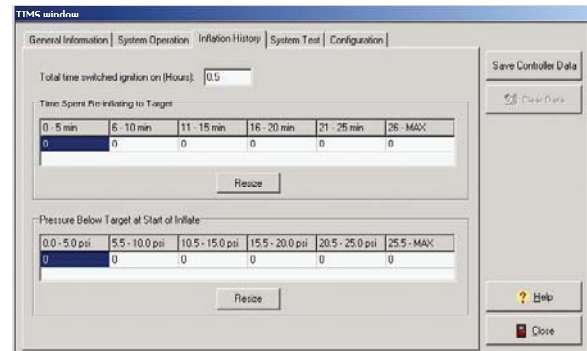 TIMS window
General Information System Operation Inflation History System Test Configuration
Total time switched ignition on (Hours): 0.5
Save Controller Data
Clear Data
Time Spent Re-inflating to Target
0 - 5 min 6 - 10 min 11 - 15 min 16 - 20 min 21 - 25 min 26 - MAX
0 0 0 0 0 0
Resize
Pressure Below Target at Start of Inflate
0.0 - 5.0 psi 5.5 - 10.0 psi 10.5 - 15.0 psi 15.5 - 20.0 psi 20.5 - 25.0 psi 25.5 - MAX
0 0 0 0 0 0
Resize
? Help
Close